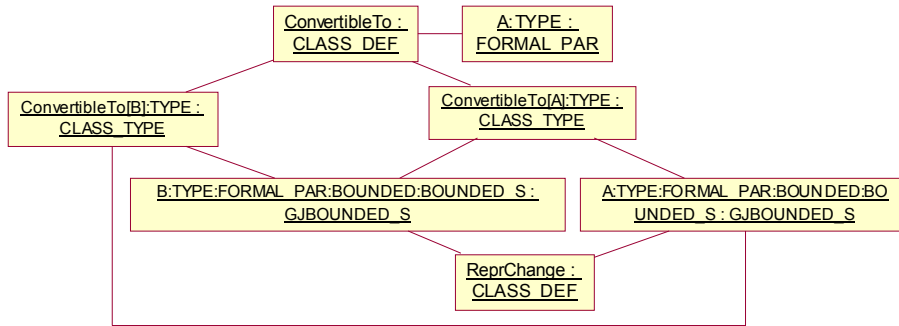 ConvertibleTo :
CLASS_DEF
A:TYPE :
FORMAL_PAR
ConvertibleTo[B]:TYPE :
CLASS_TYPE
ConvertibleTo[A]:TYPE :
CLASS_TYPE
B:TYPE:FORMAL_PAR:BOUNDED:BOUNDED_S :
GJBOUNDED_S
A:TYPE:FORMAL_PAR:BOUNDED:BO
UNDED_S : GJBOUNDED_S
ReprChange :
CLASS_DEF